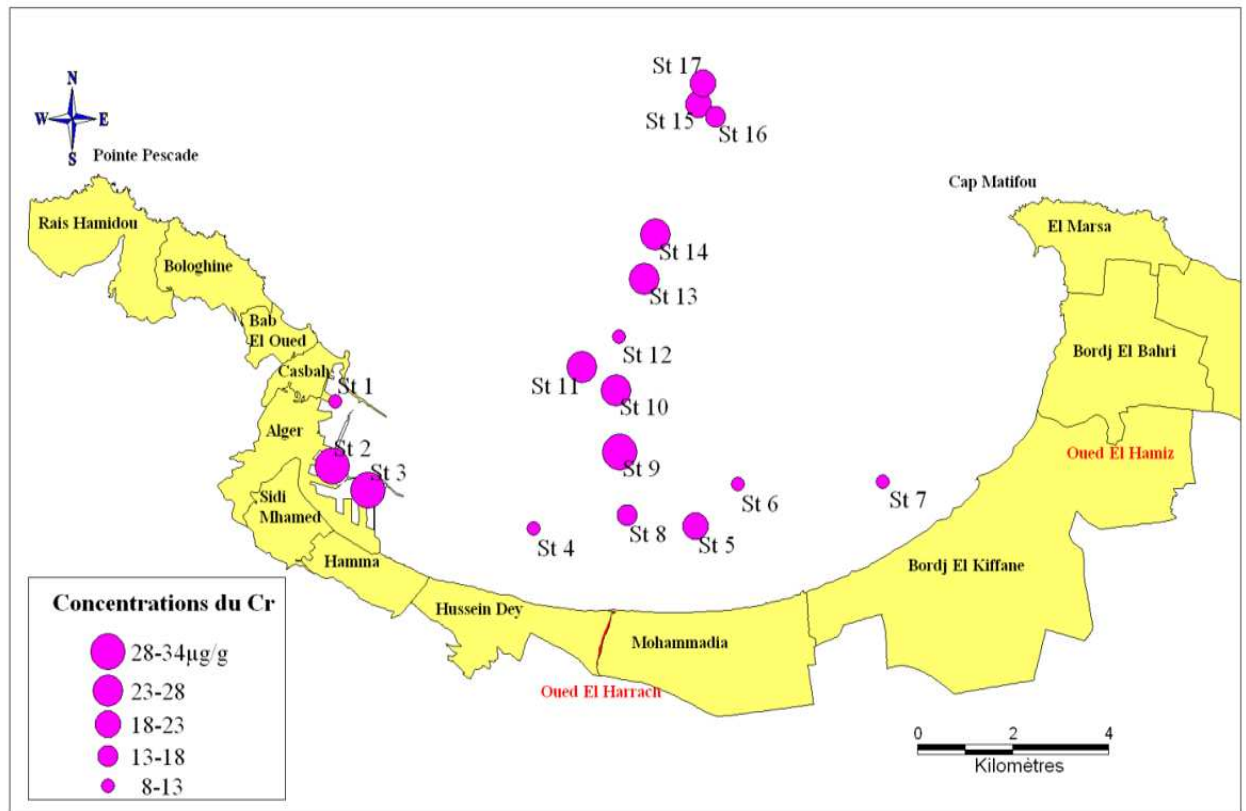 St 17
N
W E
St 15
St 16
S
Pointe Pescade
Cap Matifou
Rais Hamidou
El Marsa
St 14
Bologhine
St 13
Bab
El Oued
St 12
Bordj El Bahri
Casbah
St 11
St 1
St 10
Alger
St 2
Oued El Hamiz
St 3
St 9
Sidi
Mhamed
St 6
St 7
St 8
St 5
St 4
Hamma
Bordj El Kiffane
Hussein Dey
Mohammadia
Oued El Harrach
Concentrations du Cr
28-34µg/g
23-28
18-23
13-18
8-13
0 2 4
Kilomètres